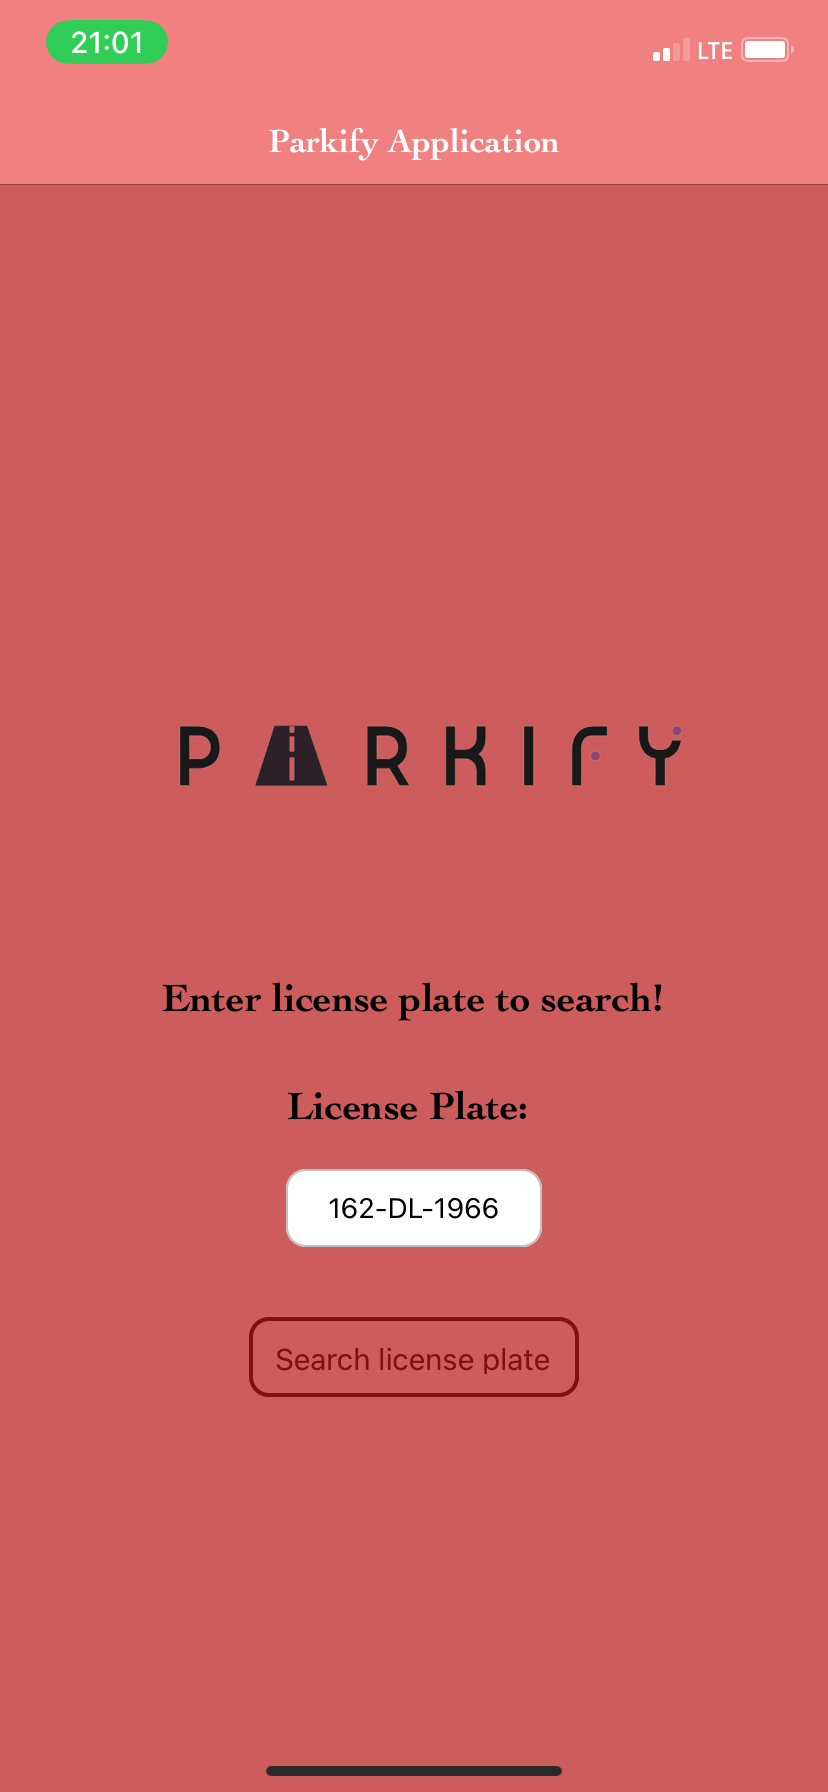 21:01
LTE
Parkify Application
PARKIFY
Enter license plate to search!
License Plate:
162-DL-1966
Search license plate